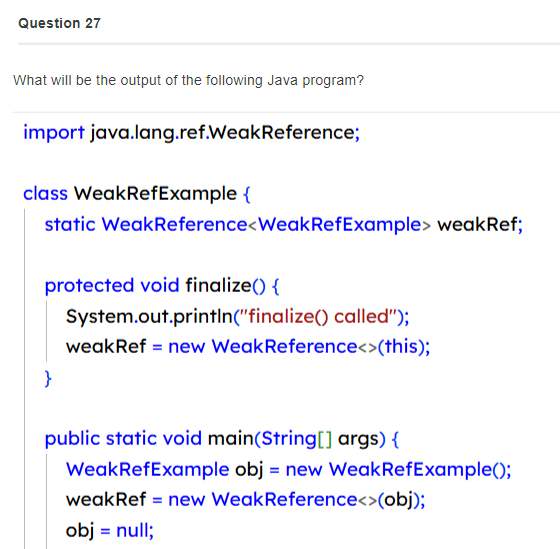 Question 27
What will be the output of the following Java program?
import java.lang.ref.WeakReference;
class WeakRefExample {
static WeakReference<WeakRefExample> weakRef;
protected void finalize() {
System.out.println("finalize() called");
weakRef = new WeakReference<>(this);
}
public static void main(String[] args) {
WeakRefExample obj = new WeakRefExample();
weakRef = new WeakReference<>(obj);
obj = null;